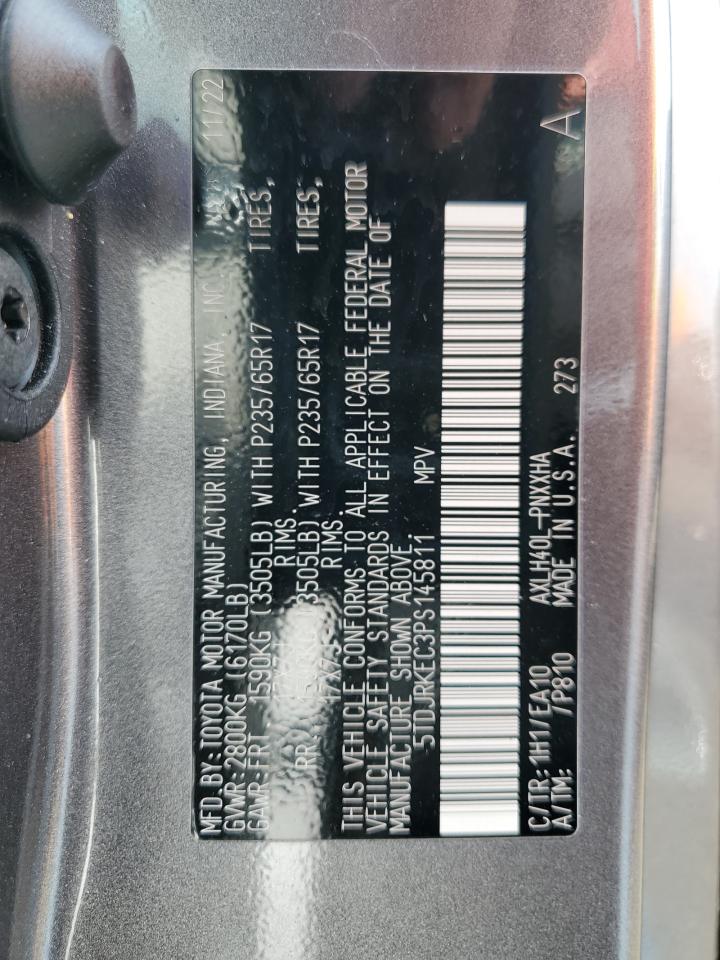 MFD BY:TOYOTA MOTOR MANUFACTURING, INDIANA, INC. 11/22
GVWR:2800KG (6170LB)
GAWR:FRT 1590KG (3505LB) WITH P235/65R17 TIRES,
RIMS,
RR: (3505LB) WITH P235/65R17 TIRES,
RIMS
THIS VEHICLE CONFORMS TO ALL APPLICABLE FEDERAL MOTOR
VEHICLE SAFETY STANDARDS IN EFFECT ON THE DATE OF
MANUFACTURE SHOWN ABOVE.
5TDJRKEC3PS145811 MPV
C/TR:1H1/EA10 AXLH40L-PNXXHA
A/TM: /P810 MADE IN U.S.A. 273
A